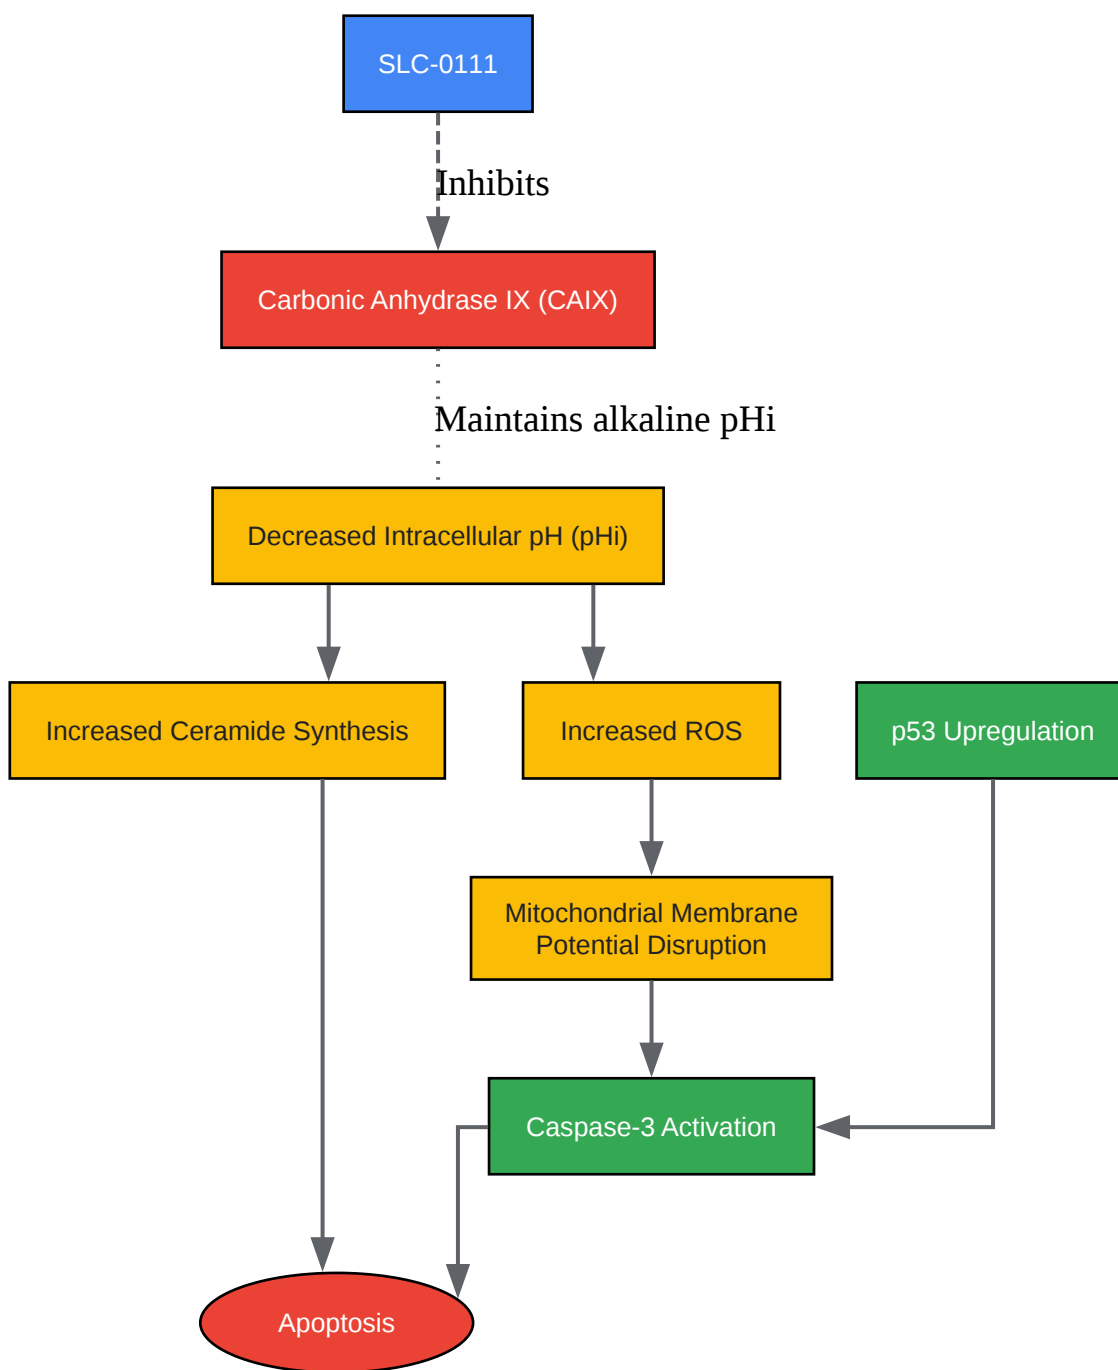 SLC-0111
Inhibits
Carbonic Anhydrase IX (CAIX)
Maintains alkaline pHi
Decreased Intracellular pH (pHi)
Increased Ceramide Synthesis
Increased ROS
p53 Upregulation
Mitochondrial Membrane
Potential Disruption
Caspase-3 Activation
Apoptosis